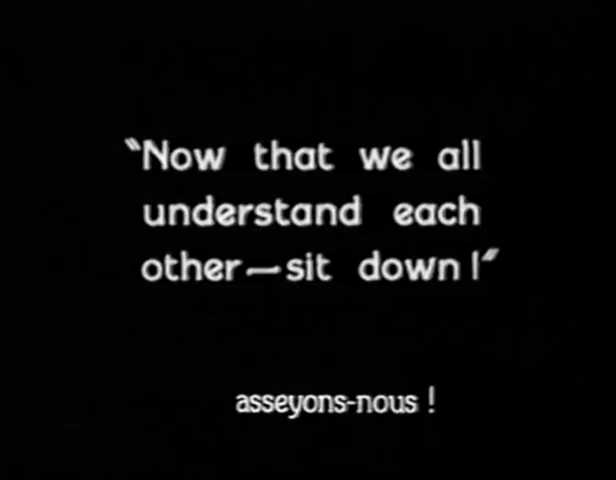 “Now that we all
understand each
other—sit down!”
asseyons-nous !